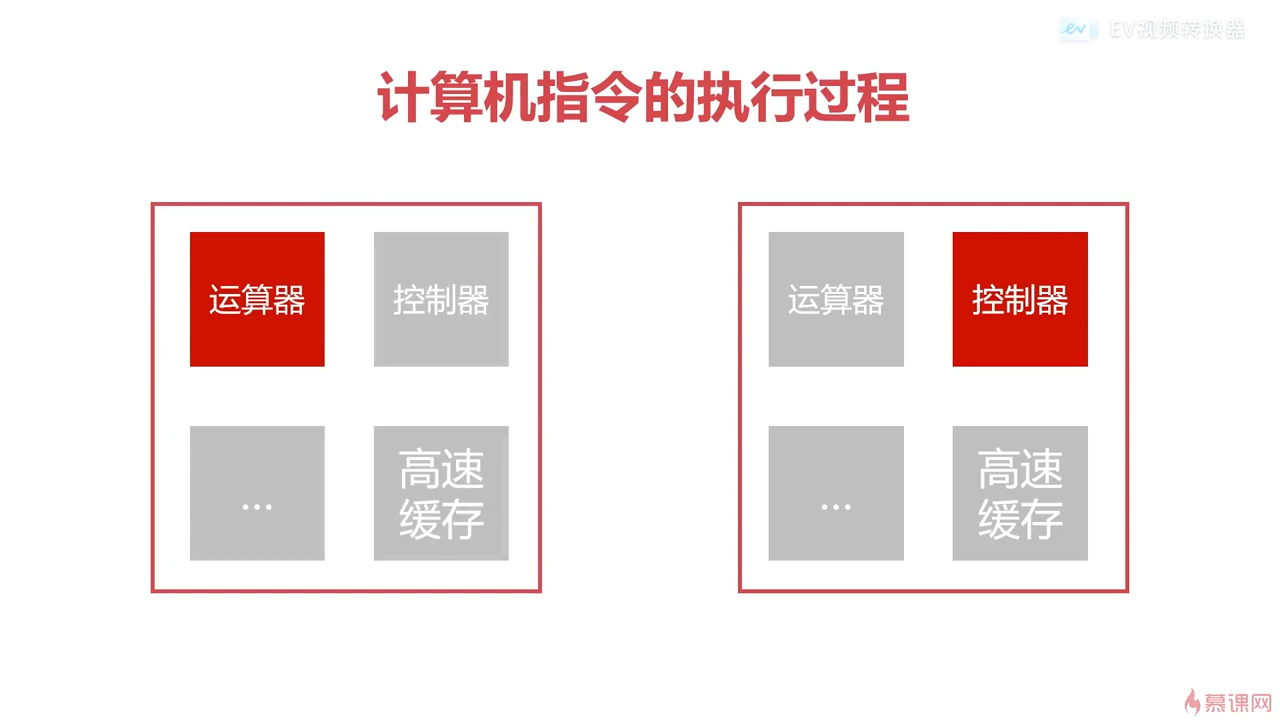 EV视频转换器
计算机指令的执行过程
运算器
控制器
...
高速
缓存
运算器
控制器
...
高速
缓存
慕课网